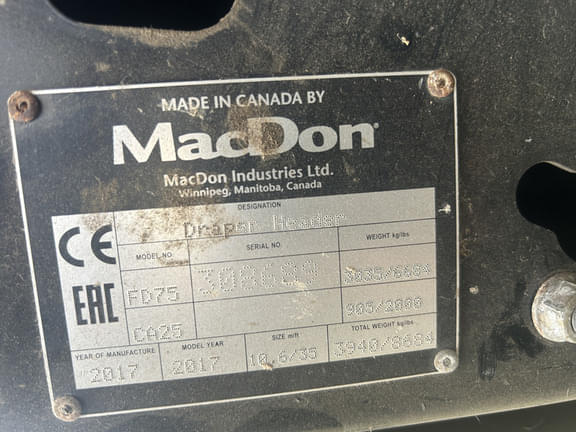 MADE IN CANADA BY
MacDon
MacDon Industries Ltd.
Winnipeg, Manitoba, Canada
DESIGNATION
Draper Header
MODEL NO. SERIAL NO. WEIGHT kg/lbs
FD75 308689 3035/6684
CA25 905/2000
YEAR OF MANUFACTURE MODEL YEAR SIZE m/ft TOTAL WEIGHT kg/lbs
2017 2017 10.6/35 3940/8684
CE
EAC